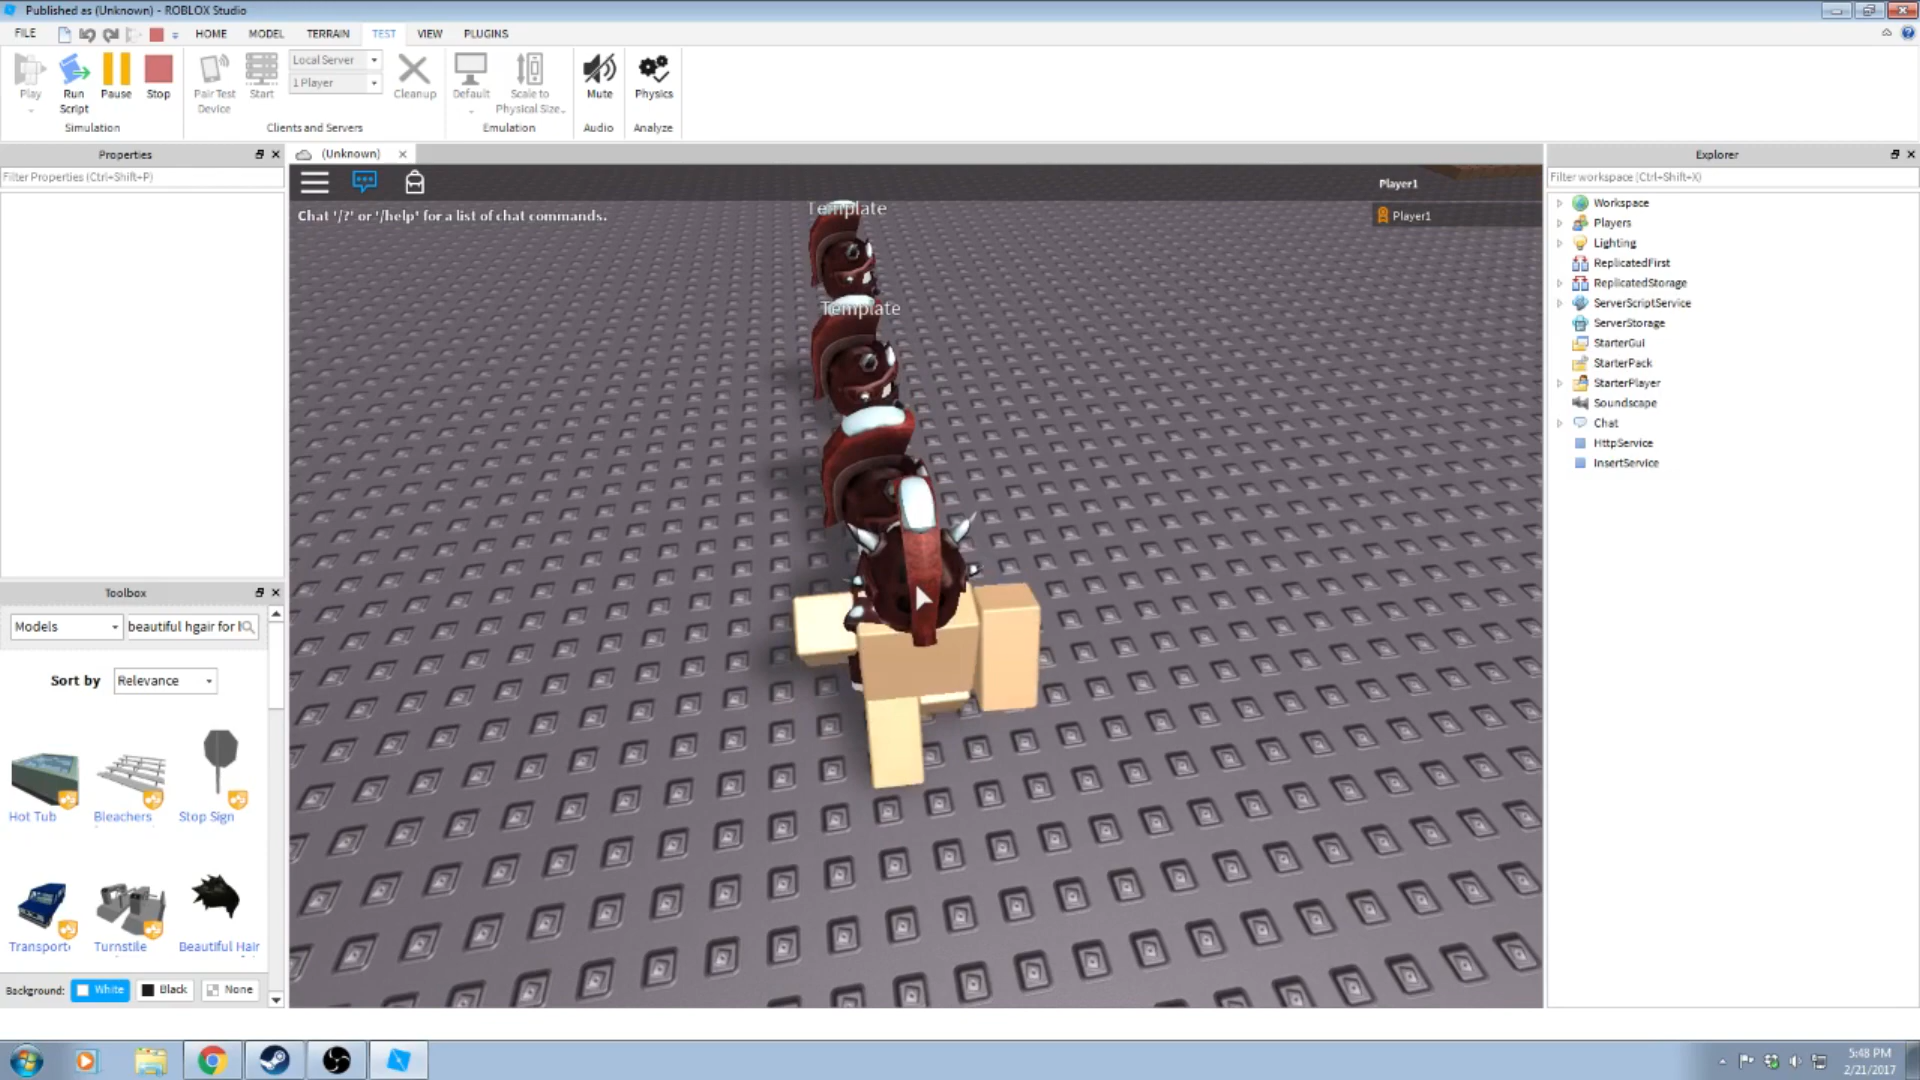 Published as (Unknown) - ROBLOX Studio
FILE HOME MODEL TERRAIN TEST VIEW PLUGINS
Play Run Script Pause Stop
Simulation
Pair Test Device Start Local Server 1 Player Cleanup
Clients and Servers
Default Scale to Physical Size
Emulation
Mute
Audio
Physics
Analyze
Properties
Filter Properties (Ctrl+Shift+P)
(Unknown)
Chat '/?' or '/help' for a list of chat commands.
Template
Template
Player1
Player1
Explorer
Filter workspace (Ctrl+Shift+X)
Workspace
Players
Lighting
ReplicatedFirst
ReplicatedStorage
ServerScriptService
ServerStorage
StarterGui
StarterPack
StarterPlayer
Soundscape
Chat
HttpService
InsertService
Toolbox
Models beautiful hgair for
Sort by Relevance
Hot Tub Bleachers Stop Sign
Transport Turnstile Beautiful Hair
Background: White Black None
5:48 PM
2/21/2017